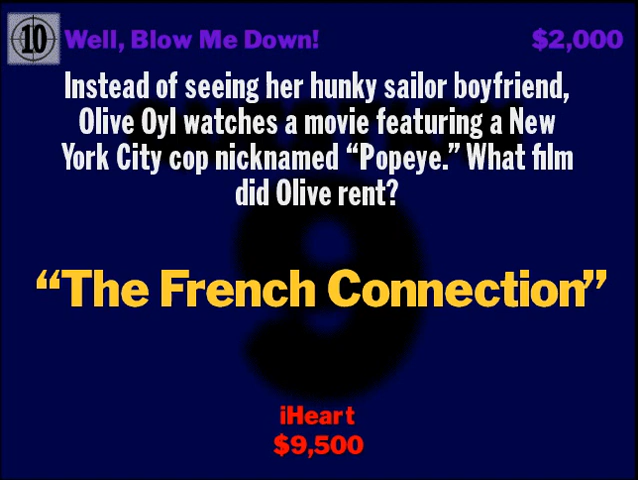 10 Well, Blow Me Down! $2,000
Instead of seeing her hunky sailor boyfriend,
Olive Oyl watches a movie featuring a New
York City cop nicknamed “Popeye.” What film
did Olive rent?
“The French Connection”
9
iHeart
$9,500